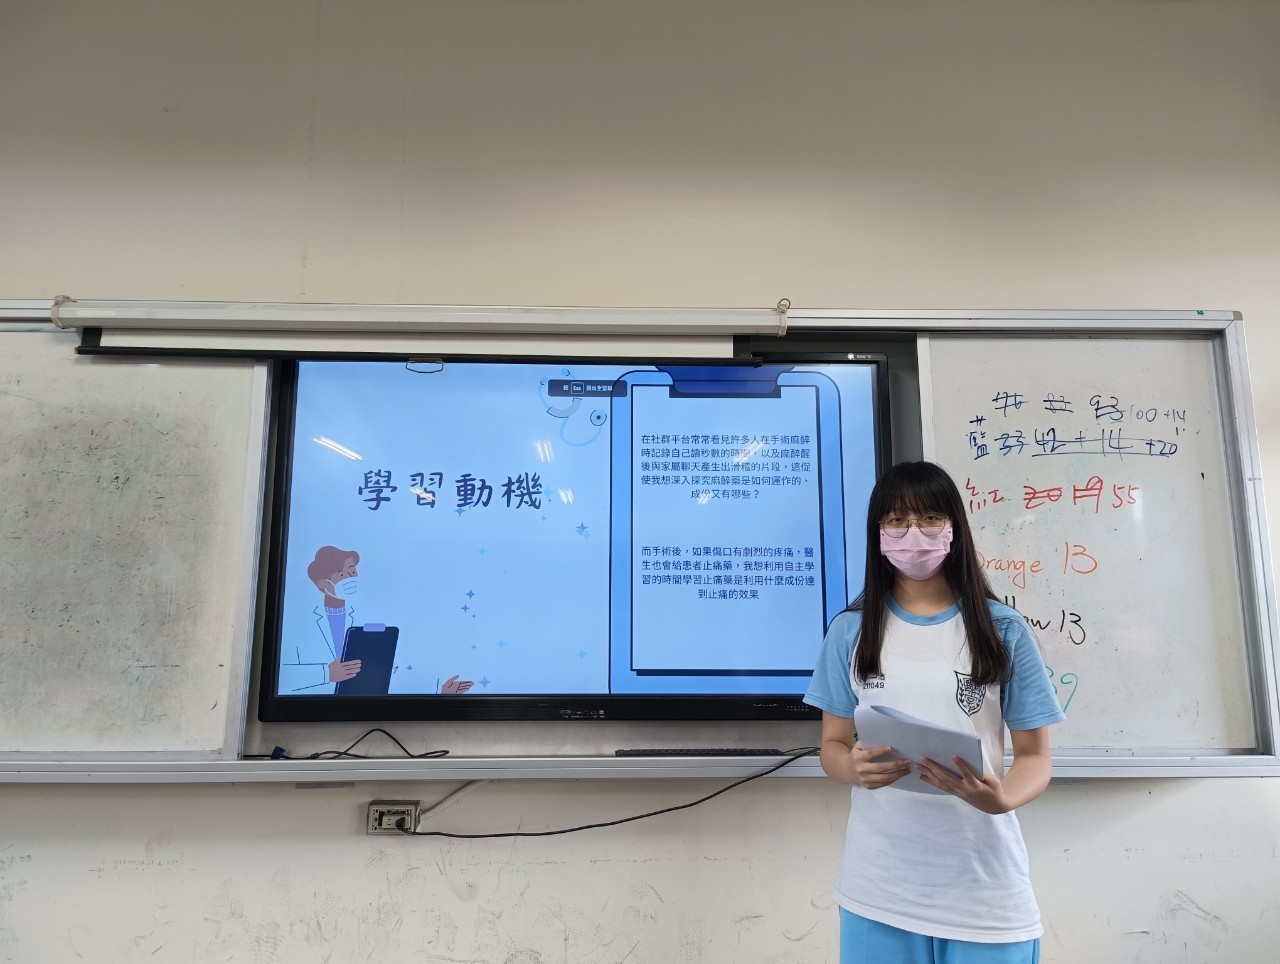 按 Esc 退出全螢幕
學習動機
在社群平台常常看見許多人在手術麻醉
時記錄自己讀秒數的時間，以及麻醉醒
後與家屬聊天產生出滑稽的片段，這促
使我想深入探究麻醉藥是如何運作的、
成份又有哪些？
而手術後，如果傷口有劇烈的疼痛，醫
生也會給患者止痛藥，我想利用自主學
習的時間學習止痛藥是利用什麼成份達
到止痛的效果
93 100 +14
藍 33 42 + 14 +20
紅 20 19 55
Orange 13
13
211049